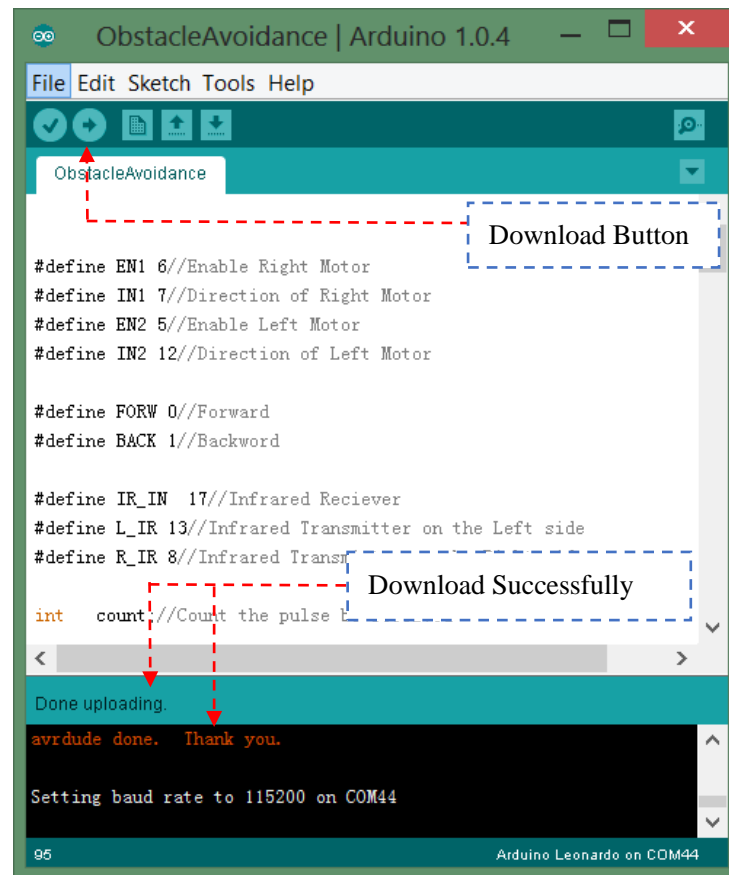 ObstacleAvoidance | Arduino 1.0.4
File Edit Sketch Tools Help
ObstacleAvoidance
Download Button
#define EN1 6//Enable Right Motor
#define IN1 7//Direction of Right Motor
#define EN2 5//Enable Left Motor
#define IN2 12//Direction of Left Motor
#define FORW 0//Forward
#define BACK 1//Backword
#define IR_IN  17//Infrared Reciever
#define L_IR 13//Infrared Transmitter on the Left side
#define R_IR 8//Infrared
Download Successfully
int   count;//Count the pulse
Done uploading.
avrdude done.  Thank you.
Setting baud rate to 115200 on COM44
95
Arduino Leonardo on COM44